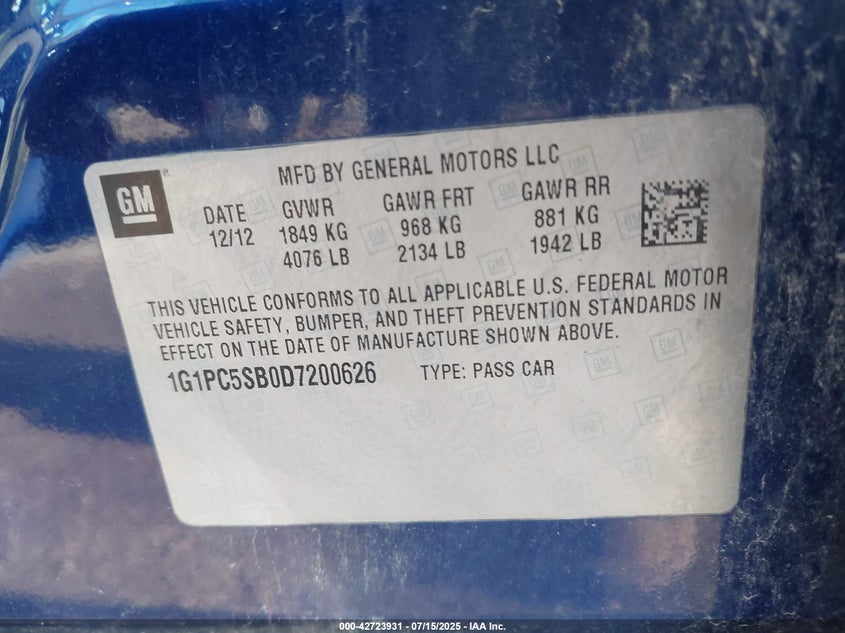 MFD BY GENERAL MOTORS LLC
GM
DATE GVWR GAWR FRT GAWR RR
12/12 1849 KG 968 KG 881 KG
4076 LB 2134 LB 1942 LB
THIS VEHICLE CONFORMS TO ALL APPLICABLE U.S. FEDERAL MOTOR
VEHICLE SAFETY, BUMPER, AND THEFT PREVENTION STANDARDS IN
EFFECT ON THE DATE OF MANUFACTURE SHOWN ABOVE.
1G1PC5SB0D7200626 TYPE: PASS CAR
000-42723931 - 07/15/2025 - IAA Inc.